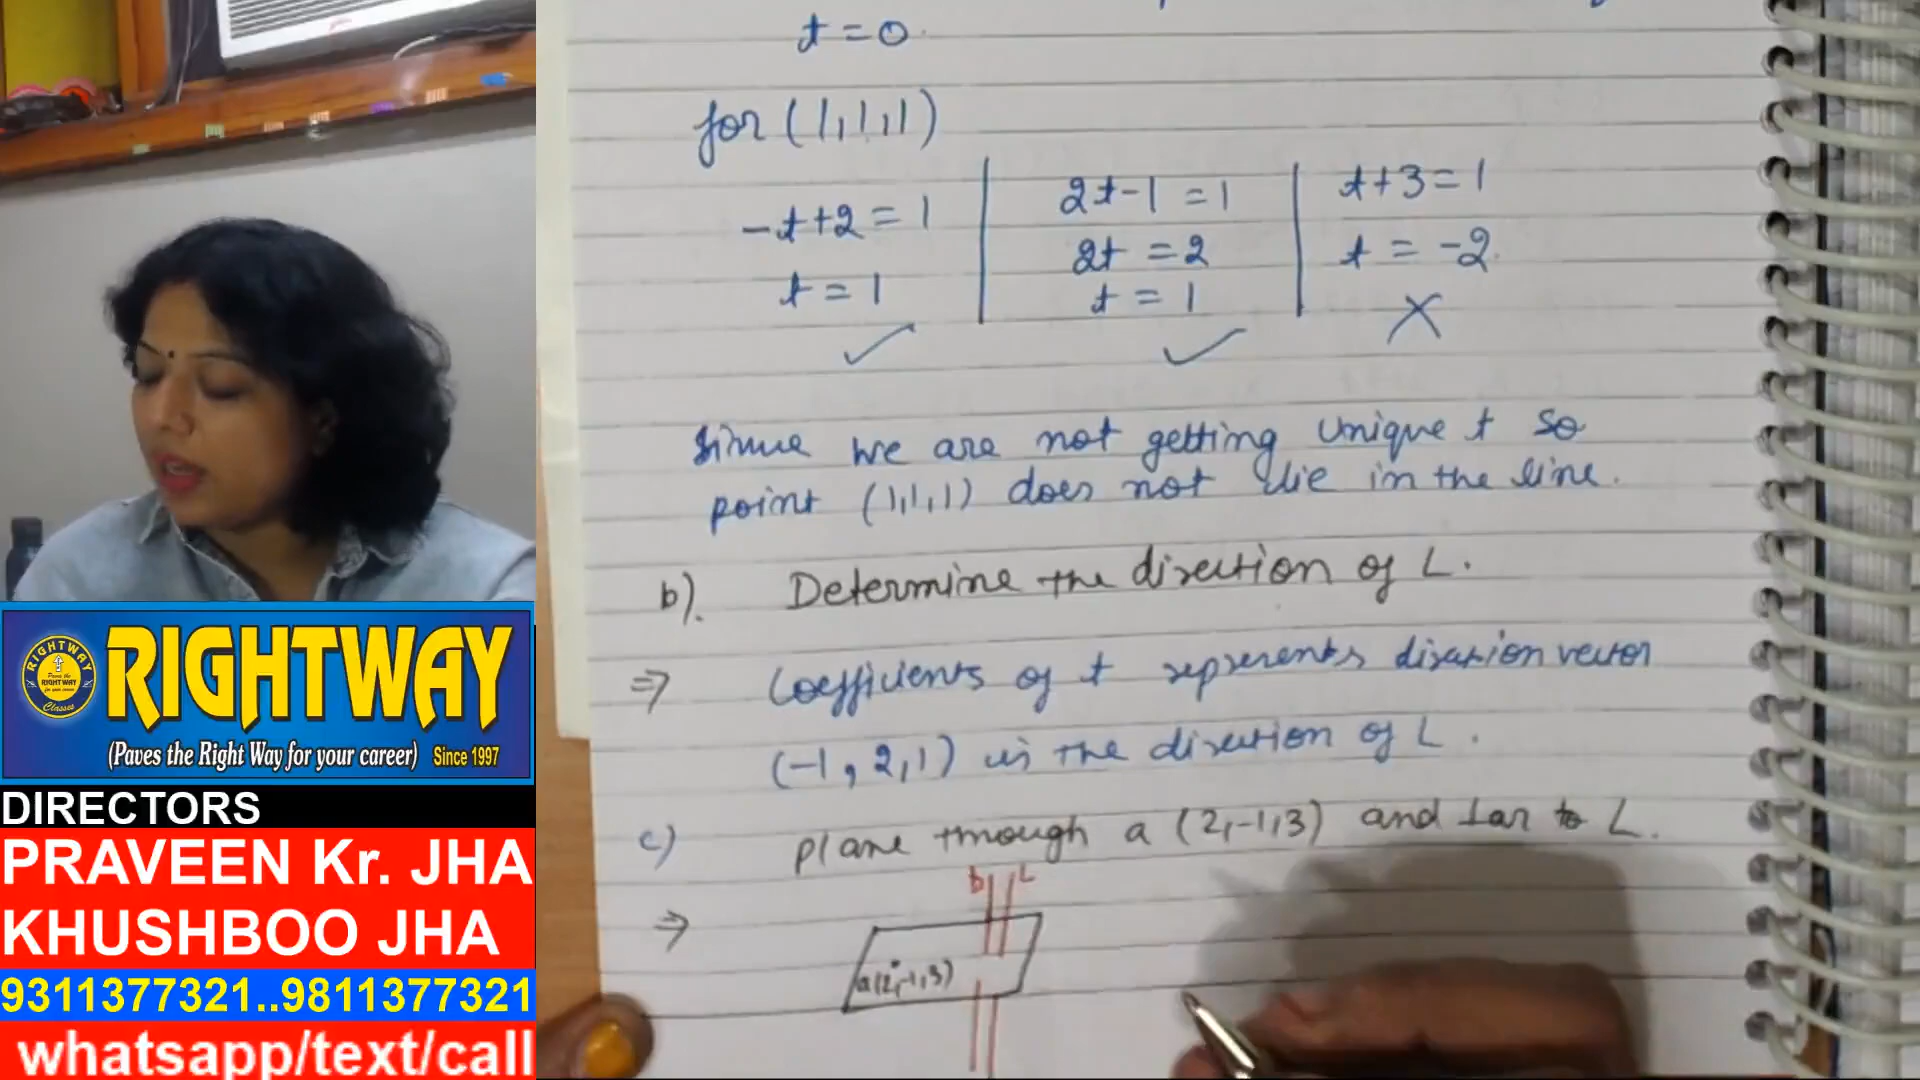 t = 0
for (1,1,1)
-t+2 = 1
t = 1
2t-1 = 1
2t = 2
t = 1
t+3 = 1
t = -2
X
Since we are not getting unique t so
point (1,1,1) does not lie in the line.
b). Determine the direction of L.
=> Coefficients of t represents direction vector
(-1, 2, 1) is the direction of L.
c) plane through a (2,-1,3) and ⊥ar to L.
=>
b L
a(2,-1,3)
RIGHTWAY
Classes
RIGHTWAY
(Paves the Right Way for your career) Since 1997
DIRECTORS
PRAVEEN Kr. JHA
KHUSHBOO JHA
9311377321..9811377321
whatsapp/text/call